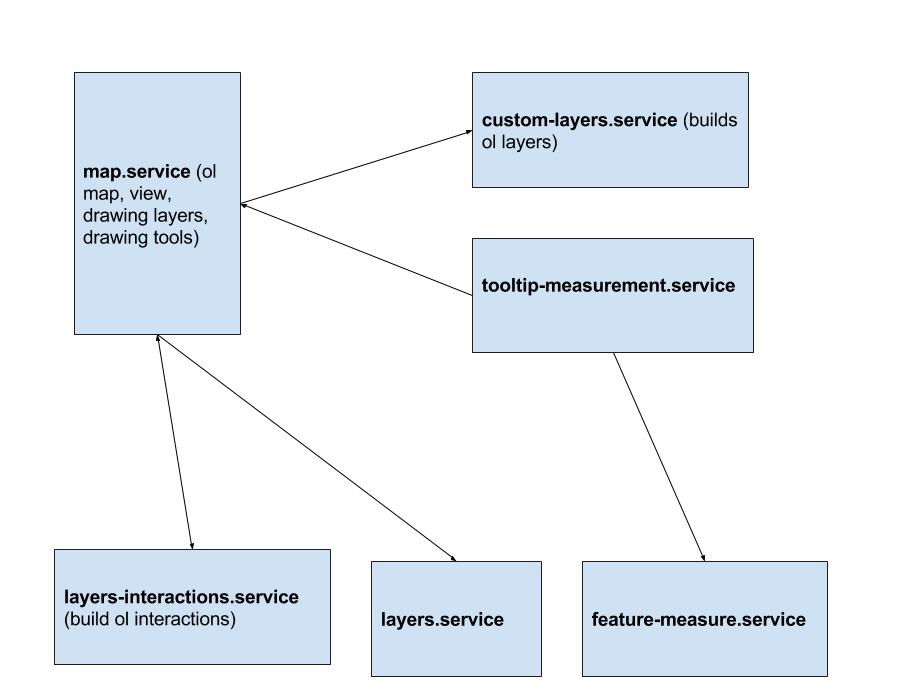 map.service (ol
map, view,
drawing layers,
drawing tools)
custom-layers.service (builds
ol layers)
tooltip-measurement.service
layers-interactions.service
(build ol interactions)
layers.service
feature-measure.service